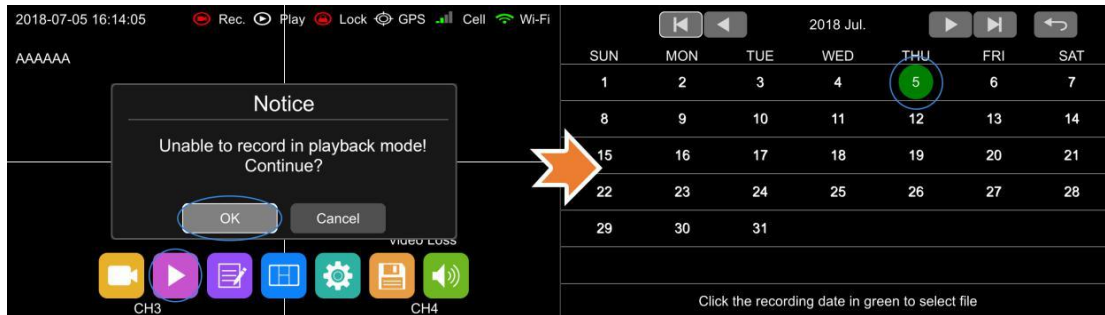 2018-07-05 16:14:05 Rec. Play Lock GPS Cell Wi-Fi
AAAAAA
Notice
Unable to record in playback mode!
Continue?
OK Cancel
Video Loss
CH3 CH4
2018 Jul.
SUN MON TUE WED THU FRI SAT
1 2 3 4 5 6 7
8 9 10 11 12 13 14
15 16 17 18 19 20 21
22 23 24 25 26 27 28
29 30 31
Click the recording date in green to select file